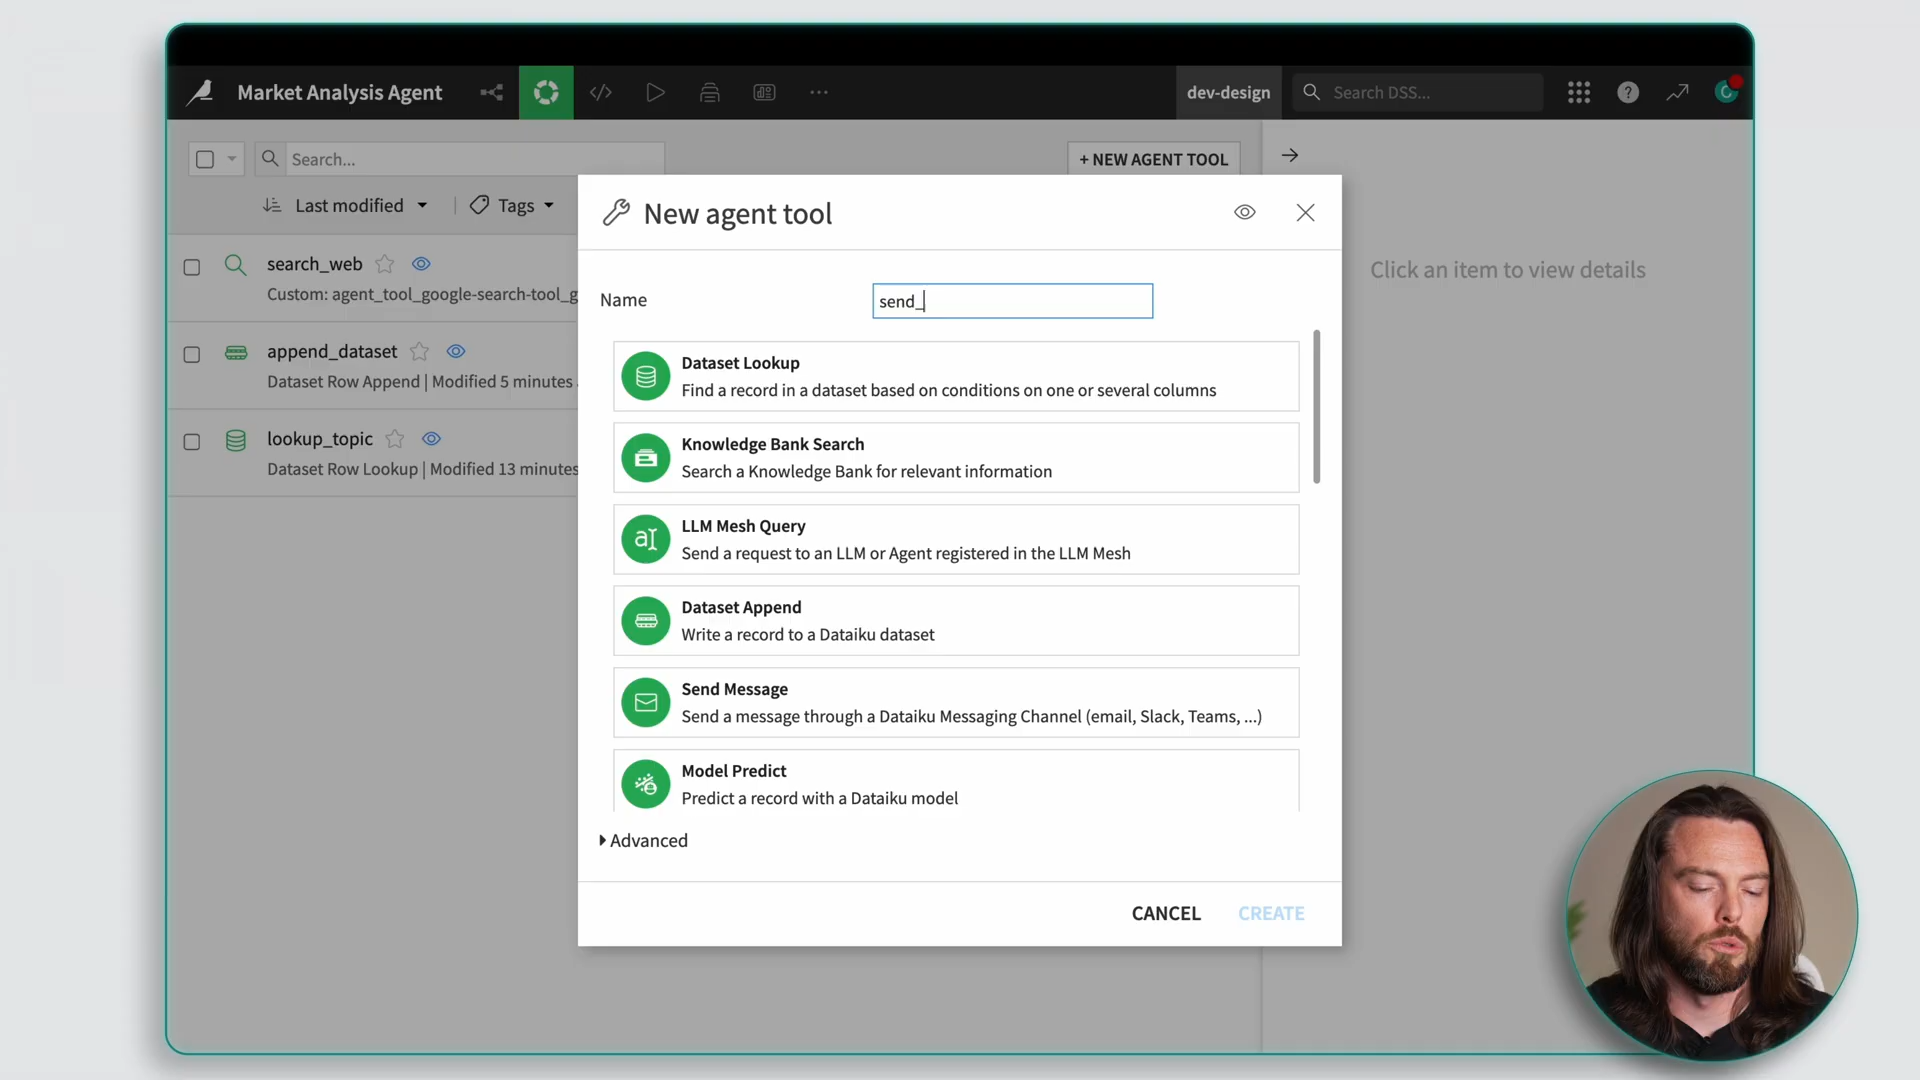 Market Analysis Agent
dev-design
Search DSS...
Search...
+ NEW AGENT TOOL
Last modified
Tags
search_web
Custom: agent_tool_google-search-tool_g
append_dataset
Dataset Row Append | Modified 5 minutes
lookup_topic
Dataset Row Lookup | Modified 13 minutes
Click an item to view details
New agent tool
Name
send_
Dataset Lookup
Find a record in a dataset based on conditions on one or several columns
Knowledge Bank Search
Search a Knowledge Bank for relevant information
LLM Mesh Query
Send a request to an LLM or Agent registered in the LLM Mesh
Dataset Append
Write a record to a Dataiku dataset
Send Message
Send a message through a Dataiku Messaging Channel (email, Slack, Teams, ...)
Model Predict
Predict a record with a Dataiku model
Advanced
CANCEL
CREATE